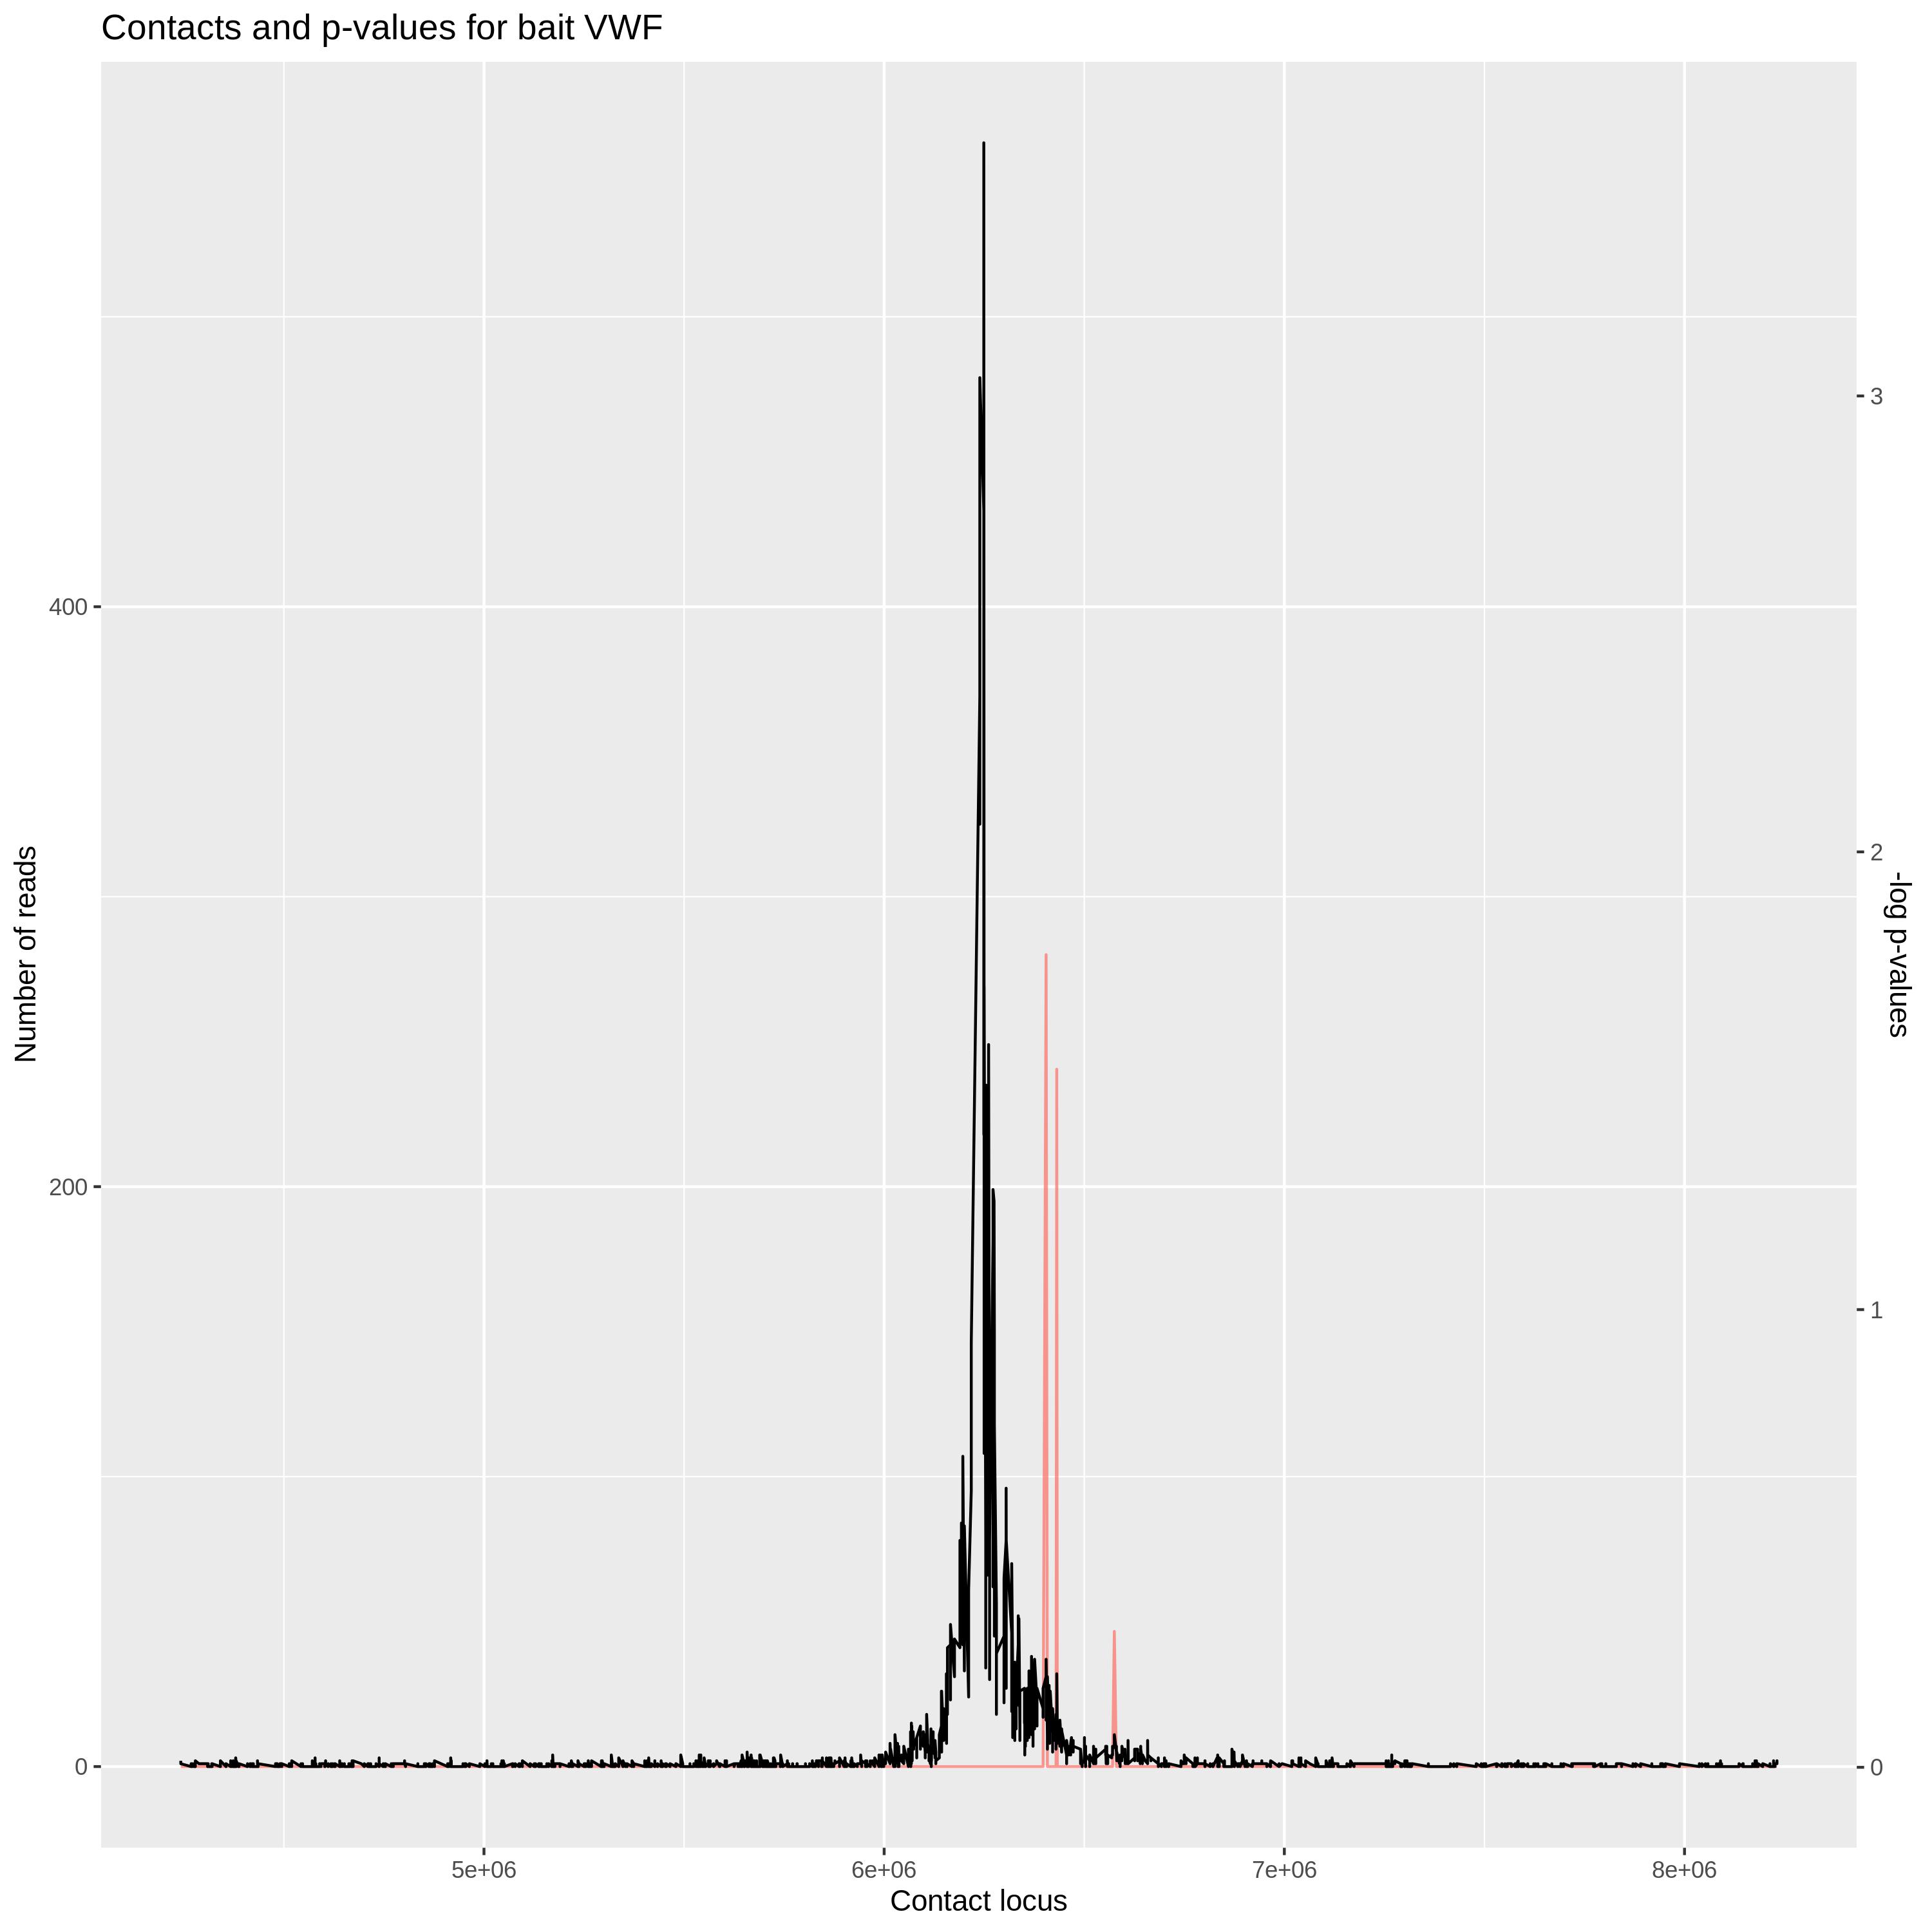 Contacts and p-values for bait VWF
Number of reads
400
200
0
3
2
1
0
-log p-values
5e+06
6e+06
7e+06
8e+06
Contact locus